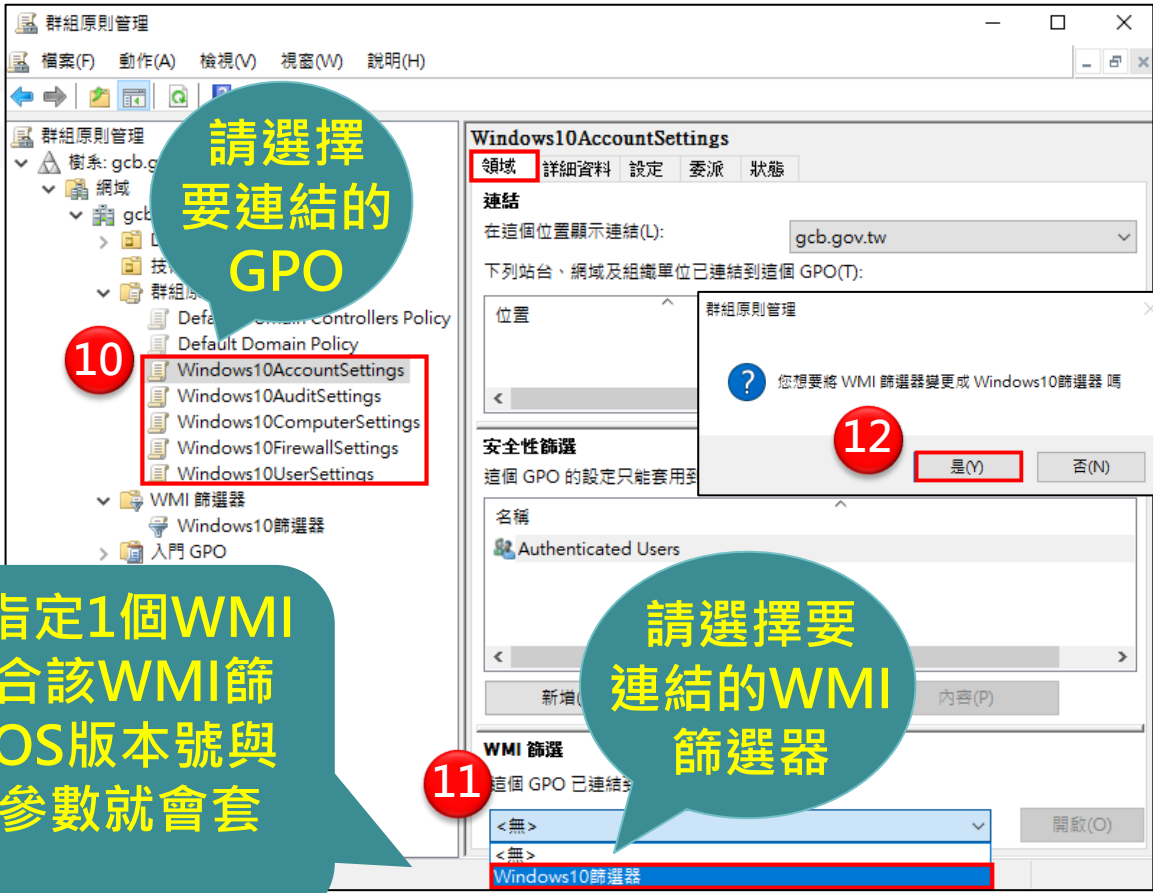 群組原則管理
檔案(F) 動作(A) 檢視(V) 視窗(W) 說明(H)
群組原則管理
樹系: gcb.g
網域
gcb
技
群組原
Default Domain Controllers Policy
Default Domain Policy
Windows10AccountSettings
Windows10AuditSettings
Windows10ComputerSettings
Windows10FirewallSettings
Windows10UserSettings
WMI 篩選器
Windows10篩選器
入門 GPO
請選擇
要連結的
GPO
10
指定1個WMI
合該WMI篩
OS版本號與
參數就會套
Windows10AccountSettings
領域 詳細資料 設定 委派 狀態
連結
在這個位置顯示連結(L):
gcb.gov.tw
下列站台、網域及組織單位已連結到這個 GPO(T):
位置
群組原則管理
您想要將 WMI 篩選器變更成 Windows10篩選器 嗎
12
是(Y) 否(N)
安全性篩選
這個 GPO 的設定只能套用到
名稱
Authenticated Users
新增(
內容(P)
請選擇要
連結的WMI
篩選器
WMI 篩選
11
這個 GPO 已連結到
<無>
開啟(O)
<無>
Windows10篩選器